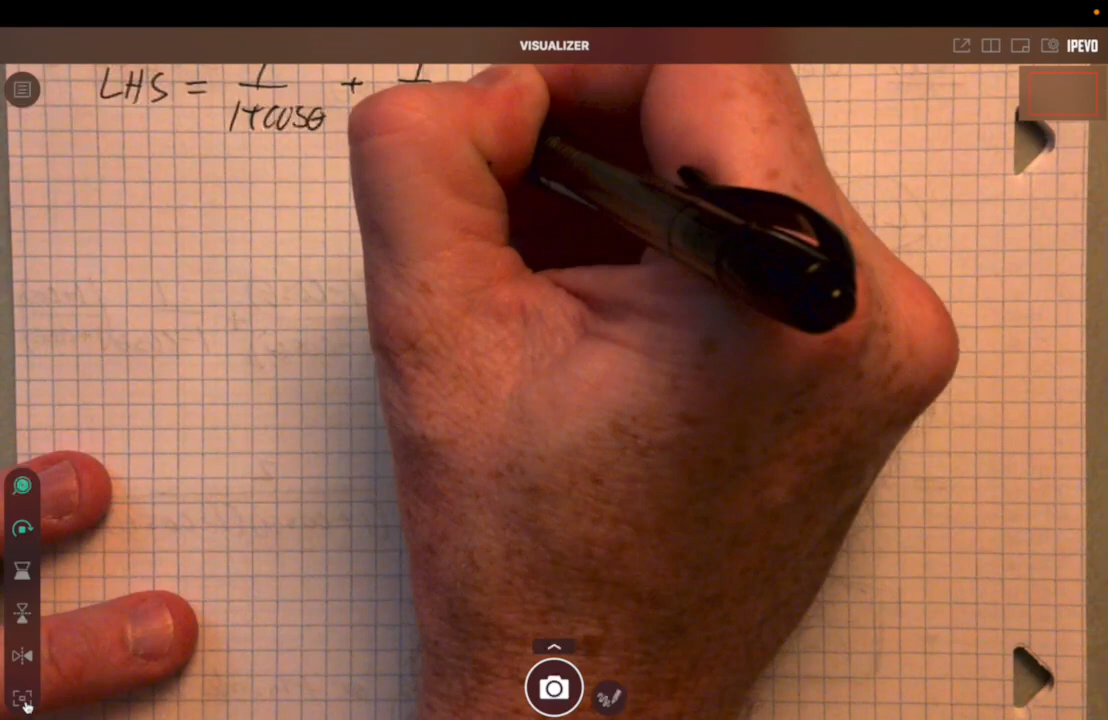 VISUALIZER
IPEVO
LHS = 1/(1+cosθ) + 1